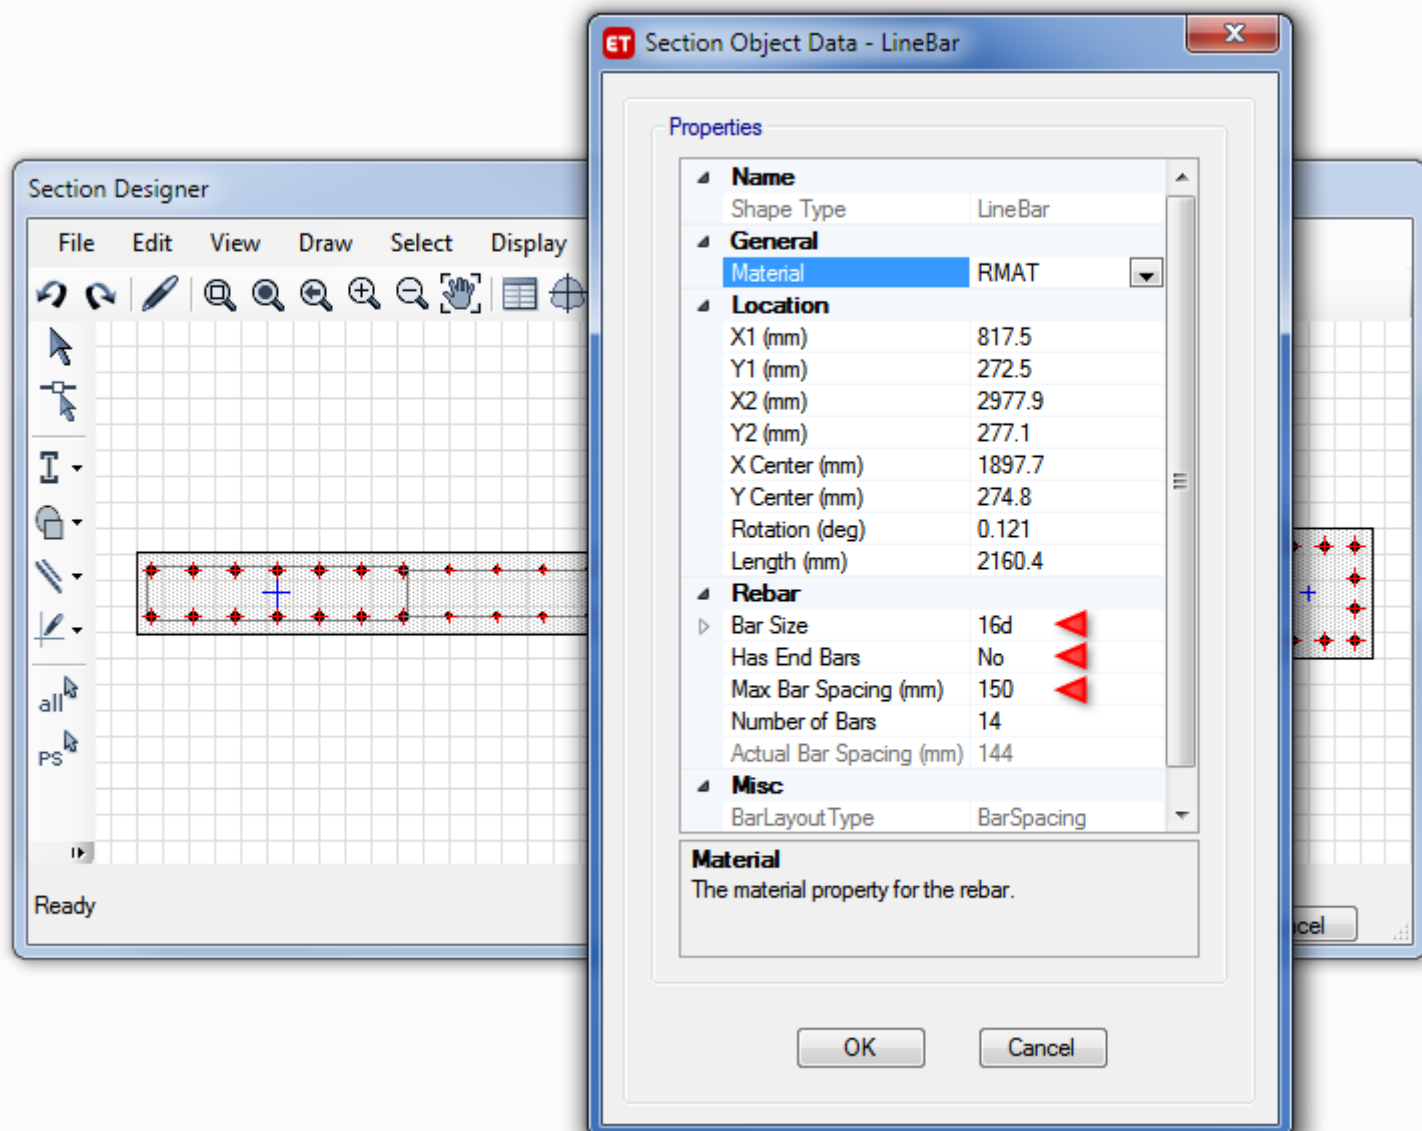 ET Section Object Data - LineBar
X
Properties
Name
Shape Type LineBar
General
Material RMAT
Location
X1 (mm) 817.5
Y1 (mm) 272.5
X2 (mm) 2977.9
Y2 (mm) 277.1
X Center (mm) 1897.7
Y Center (mm) 274.8
Rotation (deg) 0.121
Length (mm) 2160.4
Rebar
Bar Size 16d
Has End Bars No
Max Bar Spacing (mm) 150
Number of Bars 14
Actual Bar Spacing (mm) 144
Misc
BarLayoutType BarSpacing
Material
The material property for the rebar.
OK Cancel
Section Designer
File Edit View Draw Select Display
all
PS
Ready
ncel